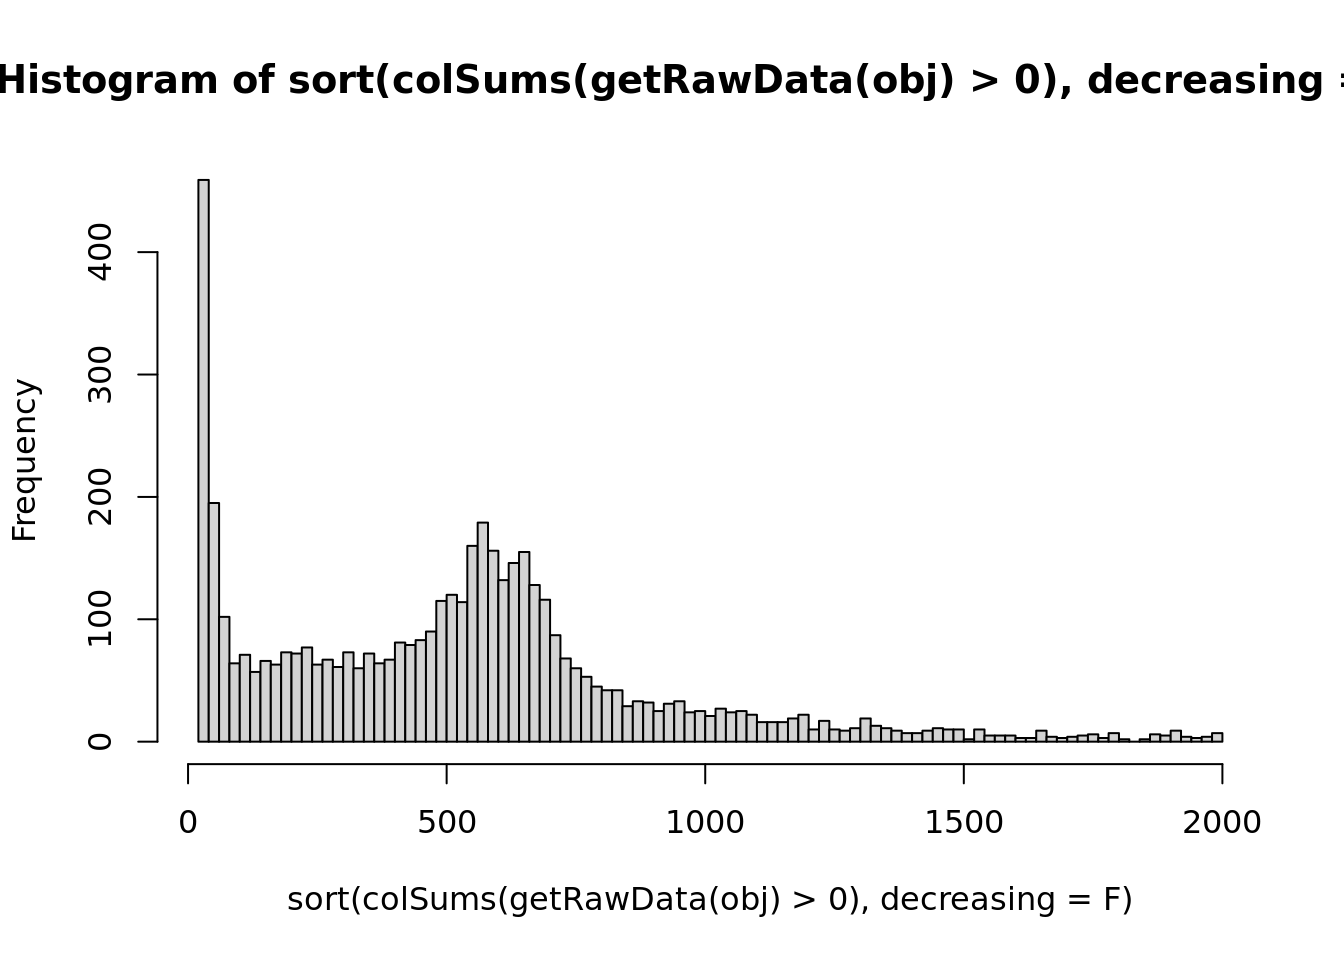 Histogram of sort(colSums(getRawData(obj) > 0), decreasing =
Frequency
400
300
200
100
0
0 500 1000 1500 2000
sort(colSums(getRawData(obj) > 0), decreasing = F)